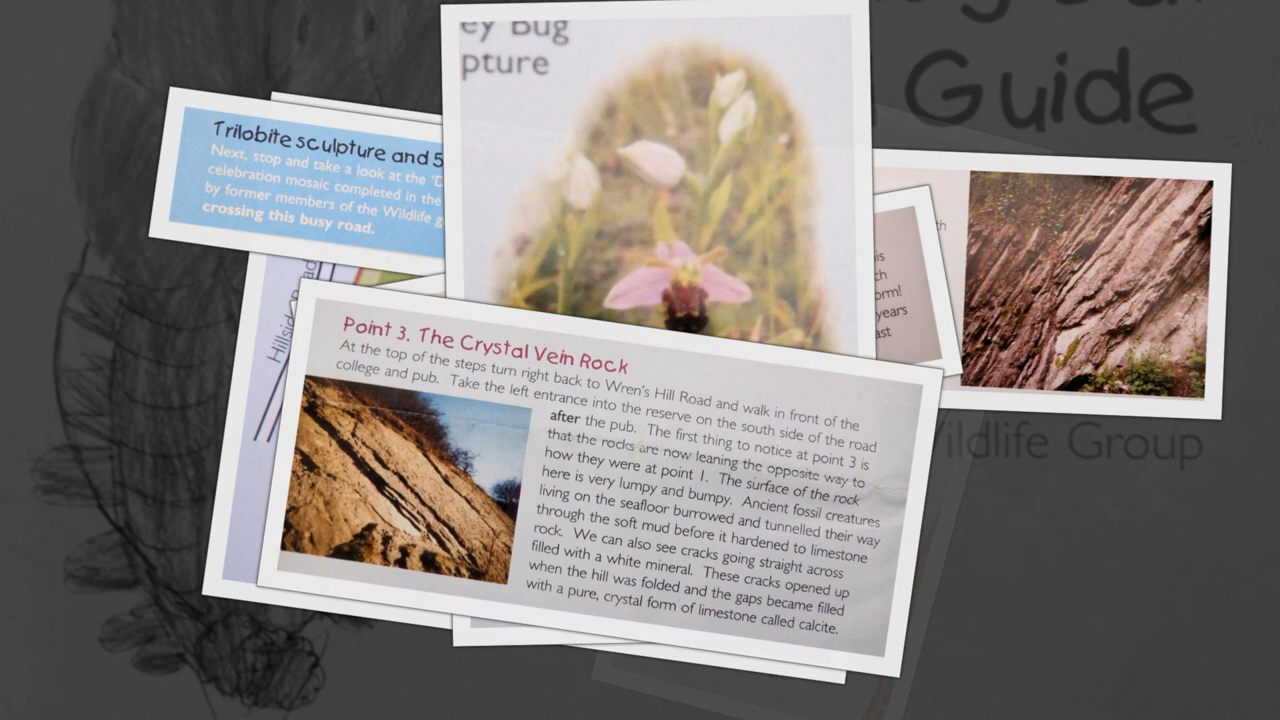 Guide
ey Bug
pture
Trilobite sculpture and 5
Next, stop and take a look at the 'D
celebration mosaic completed in the
by former members of the Wildlife g
crossing this busy road.
th
is
ch
orm!
years
ast
Hillside
ad
Wildlife Group
Point 3. The Crystal Vein Rock
At the top of the steps turn right back to Wren's Hill Road and walk in front of the
college and pub. Take the left entrance into the reserve on the south side of the road
after the pub. The first thing to notice at point 3 is
that the rocks are now leaning the opposite way to
how they were at point 1. The surface of the rock
here is very lumpy and bumpy. Ancient fossil creatures
living on the seafloor burrowed and tunnelled their way
through the soft mud before it hardened to limestone
rock. We can also see cracks going straight across
filled with a white mineral. These cracks opened up
when the hill was folded and the gaps became filled
with a pure, crystal form of limestone called calcite.